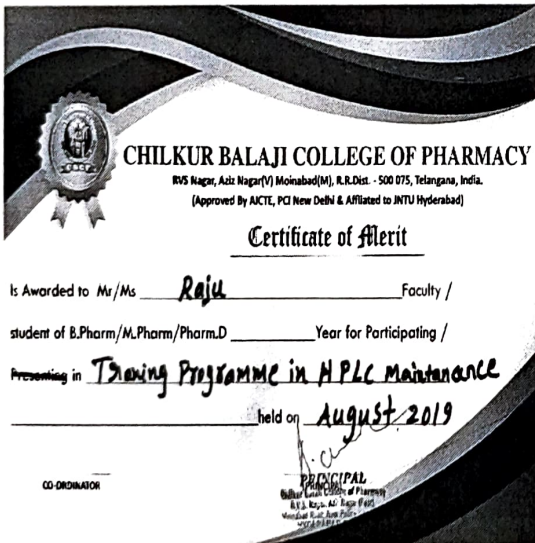 CHILKUR BALAJI COLLEGE OF PHARMACY
RVS Nagar, Aziz Nagar(V) Moinabad(M), R.R.Dist. - 500 075, Telangana, India.
(Approved By AICTE, PCI New Delhi & Affiliated to JNTU Hyderabad)
Certificate of Merit
Is Awarded to Mr/Ms Raju Faculty /
student of B.Pharm/M.Pharm/Pharm.D Year for Participating /
Presenting in Traning Programme in HPLC Maintanance
held on August 2019
CO-ORDINATOR
PRINCIPAL
PRINCIPAL